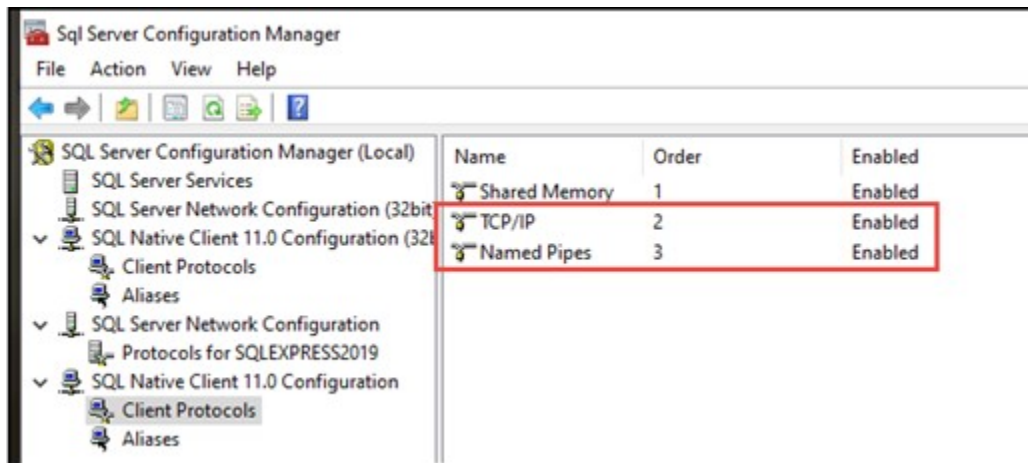 Sql Server Configuration Manager
File Action View Help
SQL Server Configuration Manager (Local)
SQL Server Services
SQL Server Network Configuration (32bit
SQL Native Client 11.0 Configuration (32b
Client Protocols
Aliases
SQL Server Network Configuration
Protocols for SQLEXPRESS2019
SQL Native Client 11.0 Configuration
Client Protocols
Aliases
Name Order Enabled
Shared Memory 1 Enabled
TCP/IP 2 Enabled
Named Pipes 3 Enabled